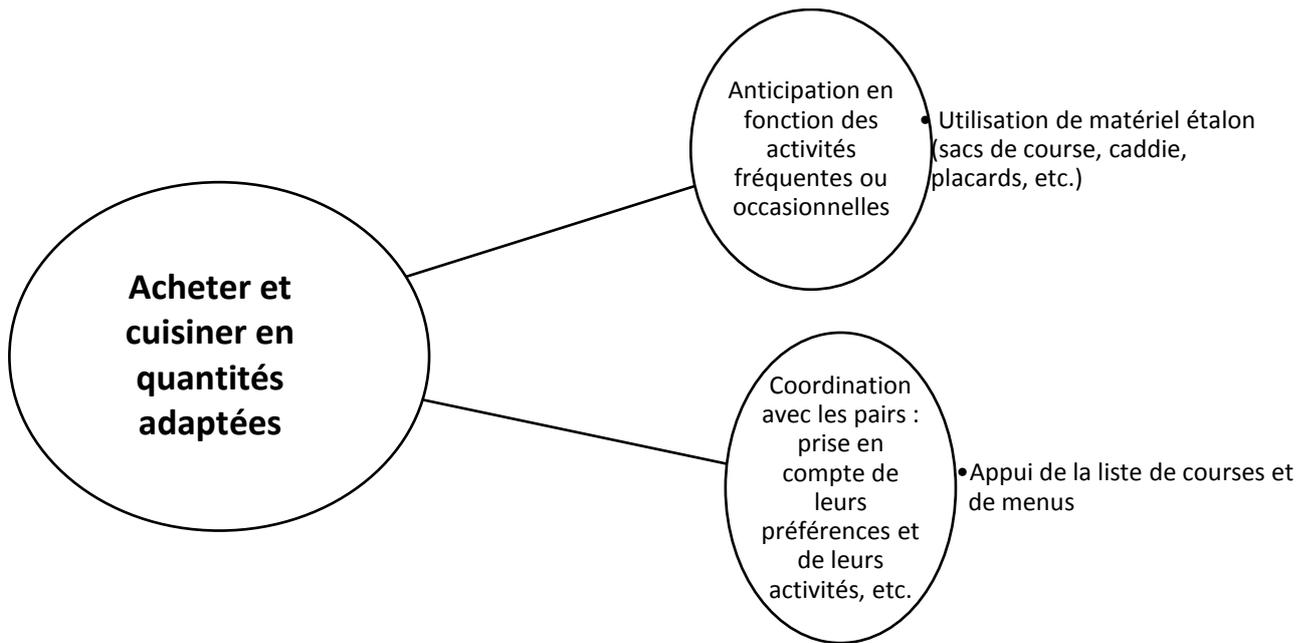 Acheter et
cuisiner en
quantités
adaptées
Anticipation en
fonction des
activités
fréquentes ou
occasionnelles
• Utilisation de matériel étalon
(sacs de course, caddie,
placards, etc.)
Coordination
avec les pairs :
prise en
compte de
leurs
préférences et
de leurs
activités, etc.
•Appui de la liste de courses et
de menus